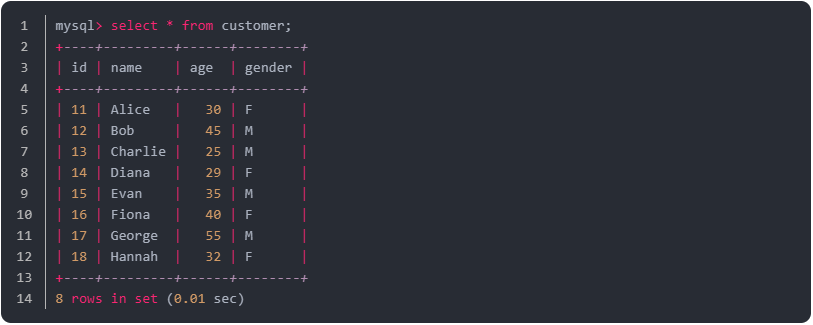 1 mysql> select * from customer;
2 +----+---------+------+--------+
3 | id | name    | age  | gender |
4 +----+---------+------+--------+
5 | 11 | Alice   |   30 | F      |
6 | 12 | Bob     |   45 | M      |
7 | 13 | Charlie |   25 | M      |
8 | 14 | Diana   |   29 | F      |
9 | 15 | Evan    |   35 | M      |
10 | 16 | Fiona   |   40 | F      |
11 | 17 | George  |   55 | M      |
12 | 18 | Hannah  |   32 | F      |
13 +----+---------+------+--------+
14 8 rows in set (0.01 sec)